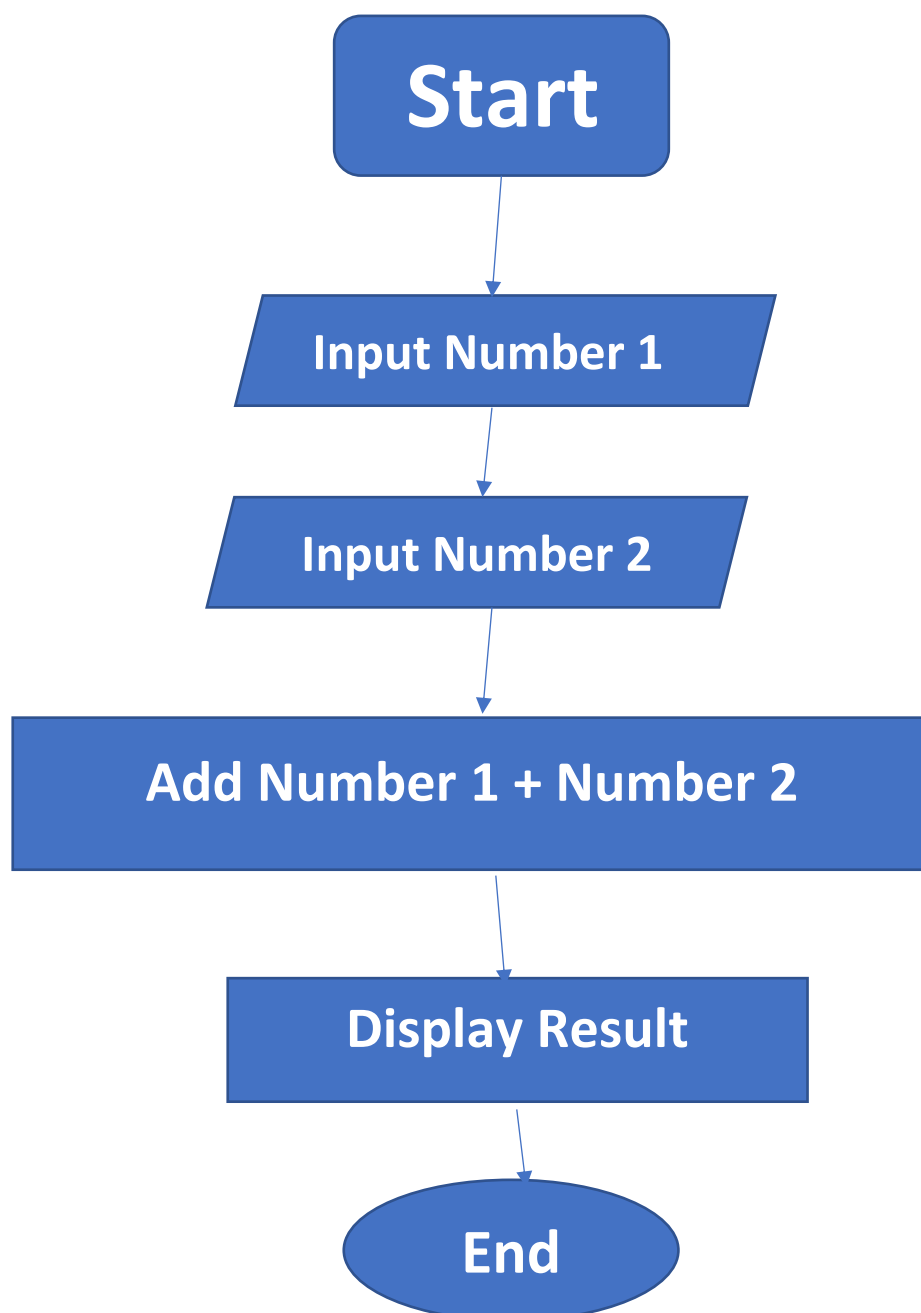 Start
Input Number 1
Input Number 2
Add Number 1 + Number 2
Display Result
End